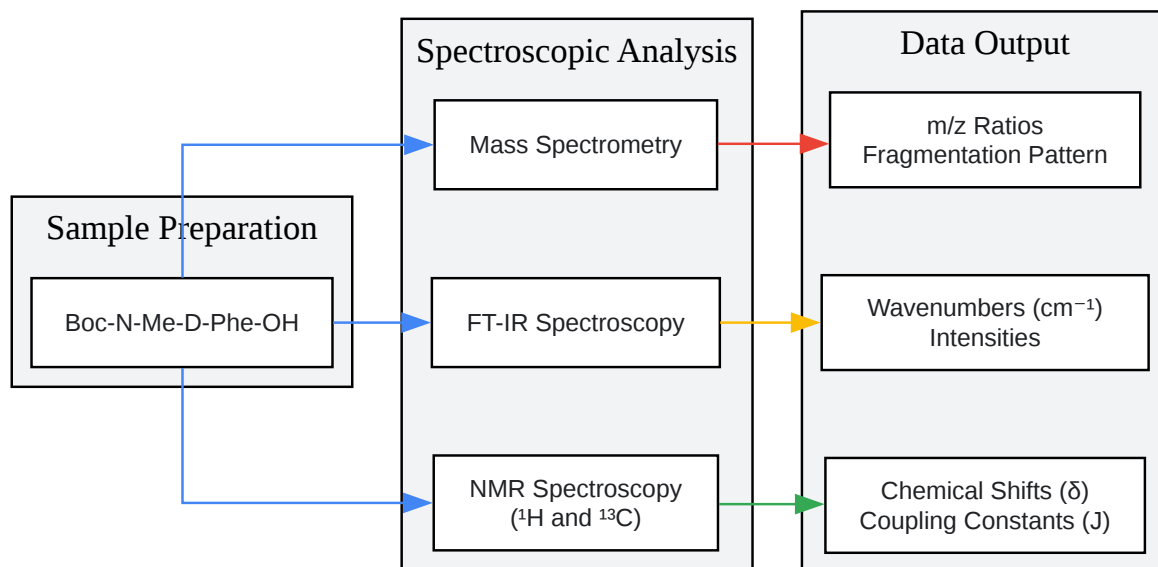 Sample Preparation
Boc-N-Me-D-Phe-OH
Spectroscopic Analysis
Mass Spectrometry
FT-IR Spectroscopy
NMR Spectroscopy
(¹H and ¹³C)
Data Output
m/z Ratios
Fragmentation Pattern
Wavenumbers (cm⁻¹)
Intensities
Chemical Shifts (δ)
Coupling Constants (J)